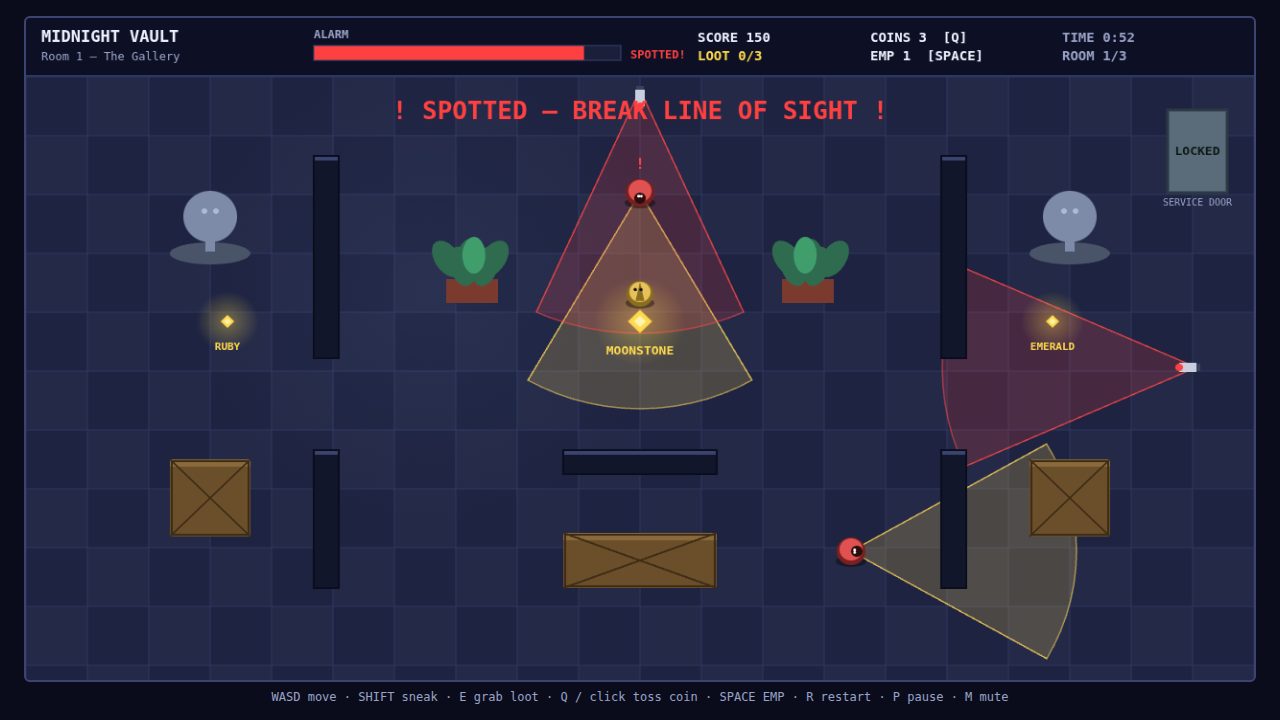 MIDNIGHT VAULT
Room 1 — The Gallery
ALARM
SPOTTED!
SCORE 150
LOOT 0/3
COINS 3 [Q]
EMP 1 [SPACE]
TIME 0:52
ROOM 1/3
! SPOTTED — BREAK LINE OF SIGHT !
!
LOCKED
SERVICE DOOR
RUBY
MOONSTONE
EMERALD
WASD move · SHIFT sneak · E grab loot · Q / click toss coin · SPACE EMP · R restart · P pause · M mute